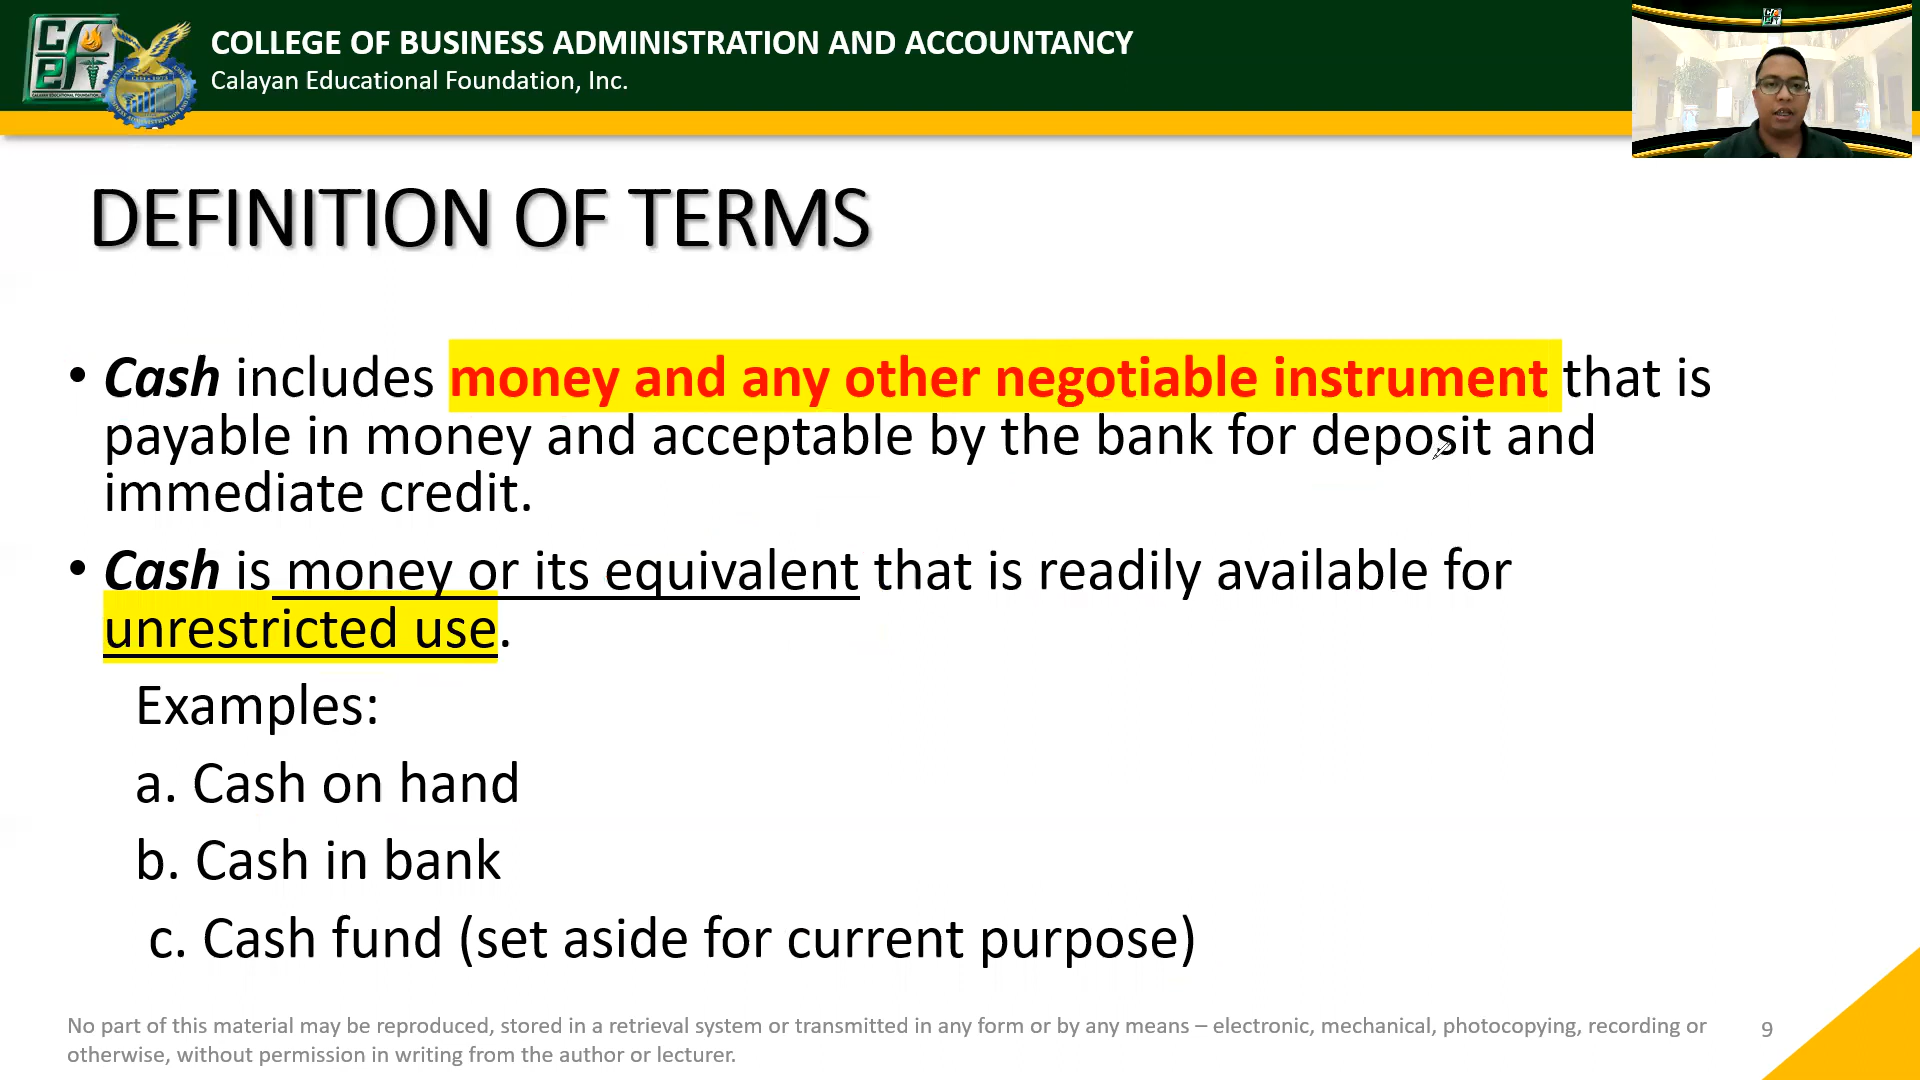 COLLEGE OF BUSINESS ADMINISTRATION AND ACCOUNTANCY
Calayan Educational Foundation, Inc.
DEFINITION OF TERMS
• Cash includes money and any other negotiable instrument that is
payable in money and acceptable by the bank for deposit and
immediate credit.
• Cash is money or its equivalent that is readily available for
unrestricted use.
Examples:
a. Cash on hand
b. Cash in bank
c. Cash fund (set aside for current purpose)
No part of this material may be reproduced, stored in a retrieval system or transmitted in any form or by any means – electronic, mechanical, photocopying, recording or
otherwise, without permission in writing from the author or lecturer.
9